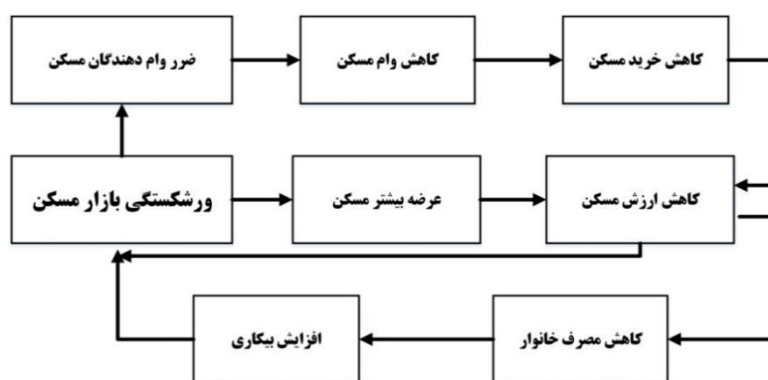 ضرر وام دهندگان مسکن
کاهش وام مسکن
کاهش خرید مسکن
ورشکستگی بازار مسکن
عرضه بیشتر مسکن
کاهش ارزش مسکن
افزایش بیکاری
کاهش مصرف خانوار